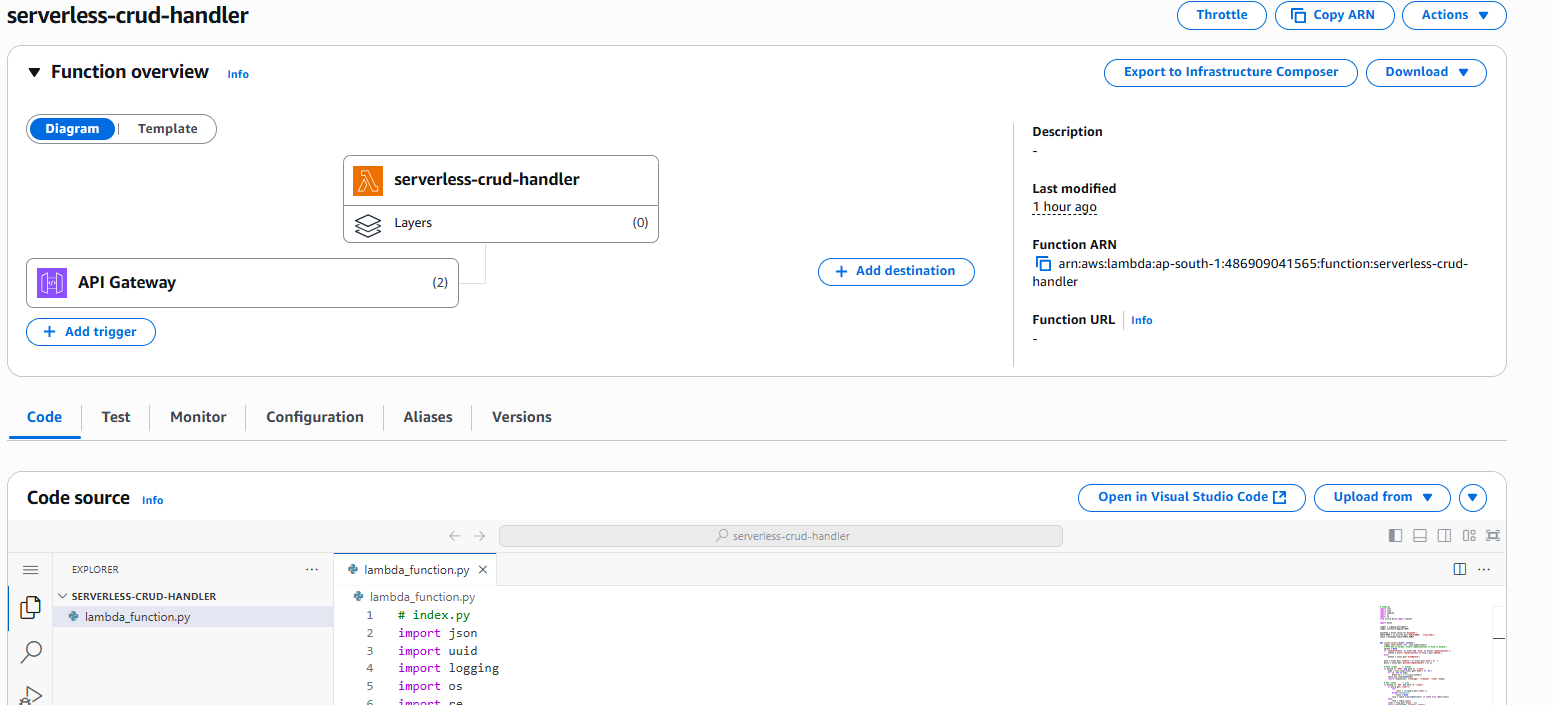 serverless-crud-handler
Throttle
Copy ARN
Actions
Function overview
Info
Export to Infrastructure Composer
Download
Diagram
Template
serverless-crud-handler
Layers
(0)
API Gateway
(2)
Add trigger
Add destination
Description
-
Last modified
1 hour ago
Function ARN
arn:aws:lambda:ap-south-1:486909041565:function:serverless-crud-
handler
Function URL
Info
-
Code
Test
Monitor
Configuration
Aliases
Versions
Code source
Info
Open in Visual Studio Code
Upload from
serverless-crud-handler
EXPLORER
SERVERLESS-CRUD-HANDLER
lambda_function.py
lambda_function.py
lambda_function.py
1 # index.py
2 import json
3 import uuid
4 import logging
5 import os
6 import re